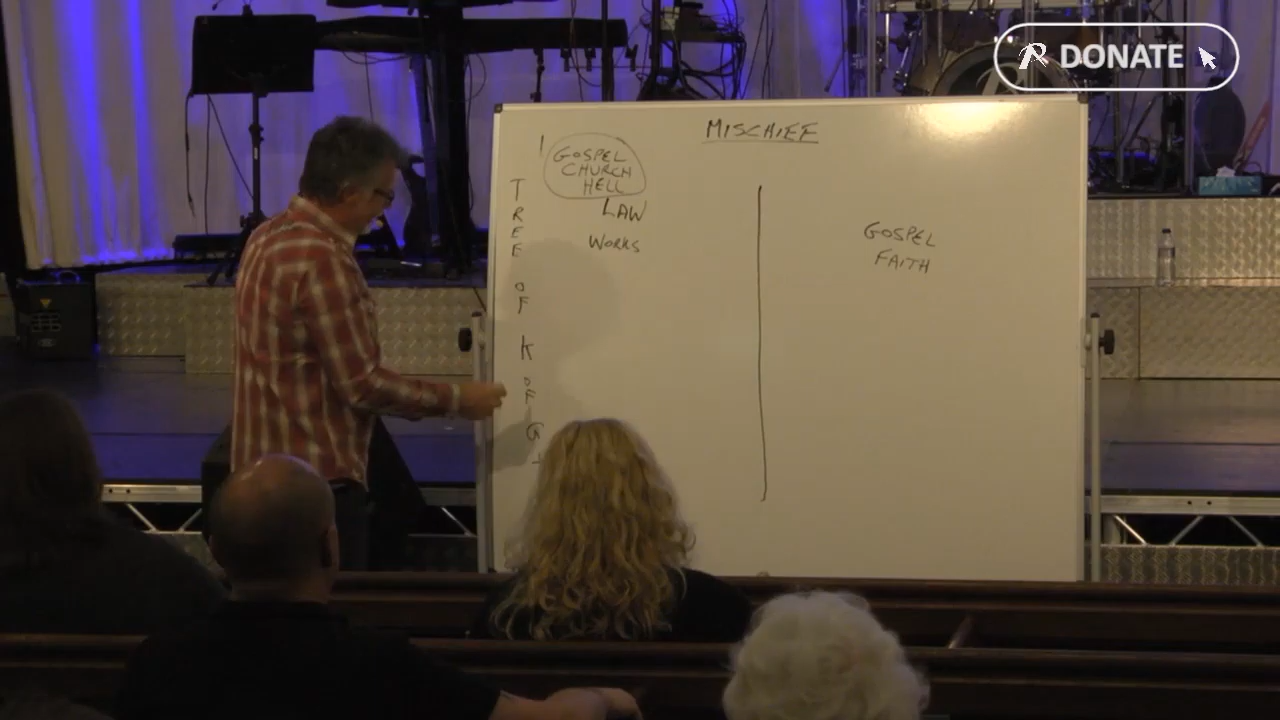 DONATE
MISCHIEF
1
GOSPEL
CHURCH
HELL
LAW
WORKS
T
R
E
E
OF
K
OF
G
GOSPEL
FAITH